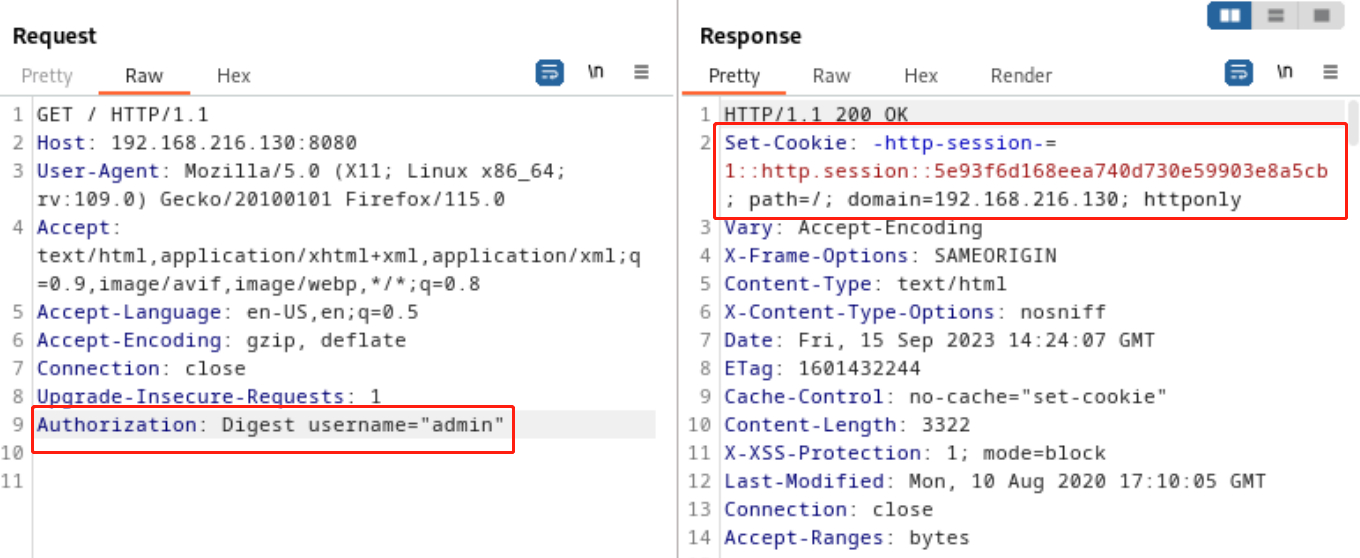 Request
Pretty Raw Hex \n
1 GET / HTTP/1.1
2 Host: 192.168.216.130:8080
3 User-Agent: Mozilla/5.0 (X11; Linux x86_64;
rv:109.0) Gecko/20100101 Firefox/115.0
4 Accept:
text/html,application/xhtml+xml,application/xml;q
=0.9,image/avif,image/webp,*/*;q=0.8
5 Accept-Language: en-US,en;q=0.5
6 Accept-Encoding: gzip, deflate
7 Connection: close
8 Upgrade-Insecure-Requests: 1
9 Authorization: Digest username="admin"
10
11
Response
Pretty Raw Hex Render \n
1 HTTP/1.1 200 OK
2 Set-Cookie: -http-session-=
1::http.session::5e93f6d168eea740d730e59903e8a5cb
; path=/; domain=192.168.216.130; httponly
3 Vary: Accept-Encoding
4 X-Frame-Options: SAMEORIGIN
5 Content-Type: text/html
6 X-Content-Type-Options: nosniff
7 Date: Fri, 15 Sep 2023 14:24:07 GMT
8 ETag: 1601432244
9 Cache-Control: no-cache="set-cookie"
10 Content-Length: 3322
11 X-XSS-Protection: 1; mode=block
12 Last-Modified: Mon, 10 Aug 2020 17:10:05 GMT
13 Connection: close
14 Accept-Ranges: bytes